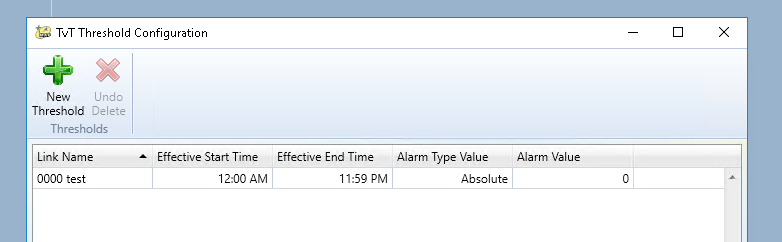 TvT Threshold Configuration
New Threshold
Undo Delete
Thresholds
Link Name Effective Start Time Effective End Time Alarm Type Value Alarm Value
0000 test 12:00 AM 11:59 PM Absolute 0